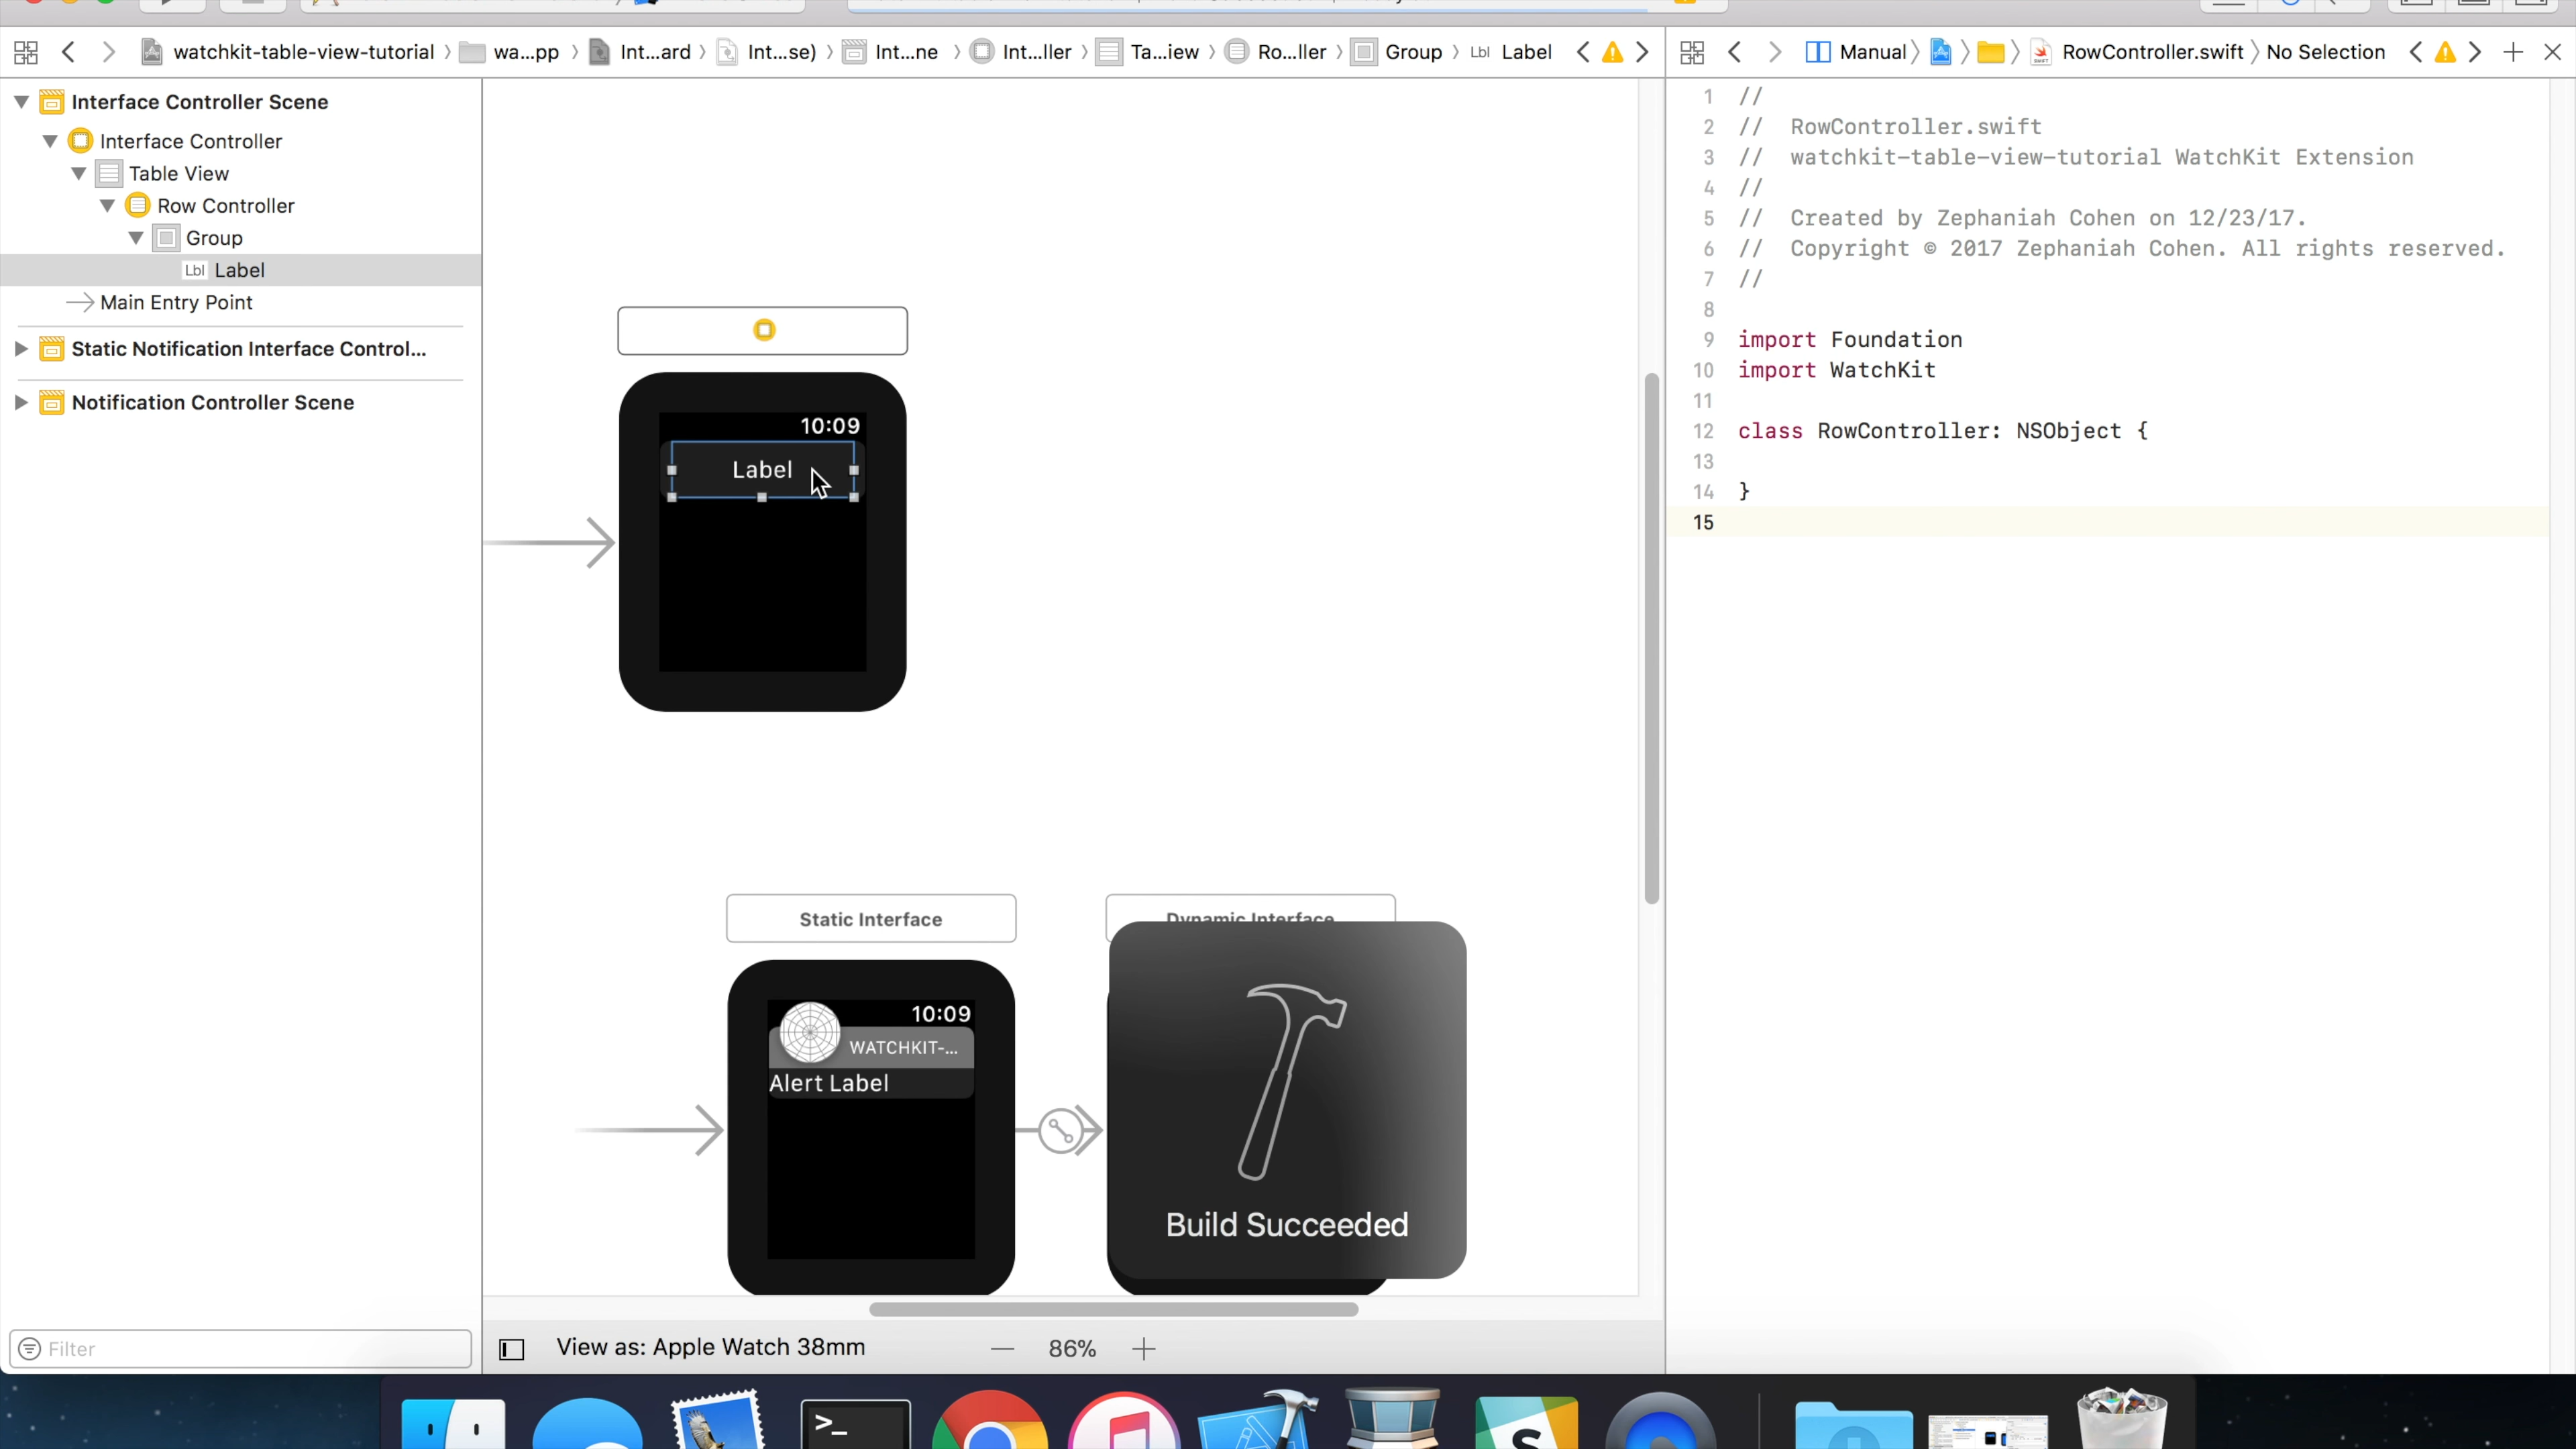 watchkit-table-view-tutorial wa...pp Int...ard Int...se) Int...ne Int...ller Ta...iew Ro...ller Group Lbl Label
Manual RowController.swift No Selection
Interface Controller Scene
Interface Controller
Table View
Row Controller
Group
Lbl Label
Main Entry Point
Static Notification Interface Control...
Notification Controller Scene
Filter
10:09
Label
Static Interface
Dynamic Interface
10:09
WATCHKIT-...
Alert Label
Build Succeeded
View as: Apple Watch 38mm
86%
1 //
2 // RowController.swift
3 // watchkit-table-view-tutorial WatchKit Extension
4 //
5 // Created by Zephaniah Cohen on 12/23/17.
6 // Copyright © 2017 Zephaniah Cohen. All rights reserved.
7 //
8
9 import Foundation
10 import WatchKit
11
12 class RowController: NSObject {
13
14 }
15
>_
S